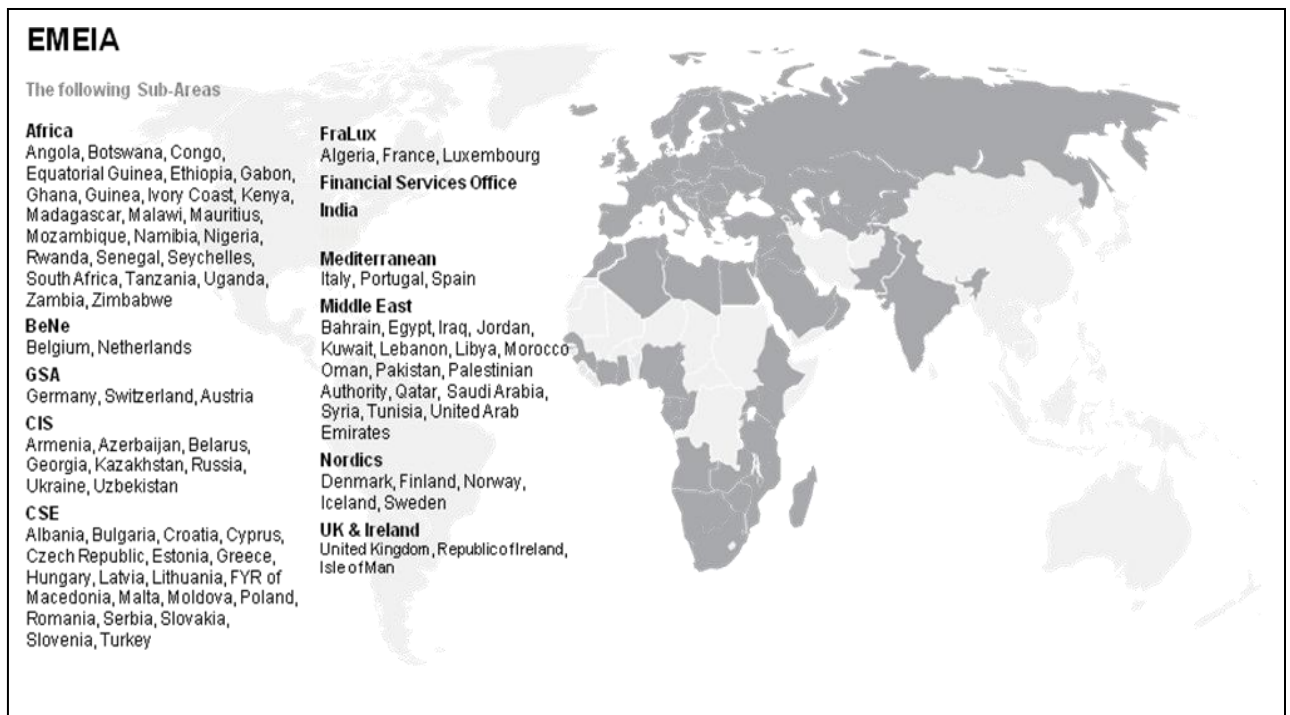 EMEIA
The following Sub-Areas
Africa
Angola, Botswana, Congo,
Equatorial Guinea, Ethiopia, Gabon,
Ghana, Guinea, Ivory Coast, Kenya,
Madagascar, Malawi, Mauritius,
Mozambique, Namibia, Nigeria,
Rwanda, Senegal, Seychelles,
South Africa, Tanzania, Uganda,
Zambia, Zimbabwe
BeNe
Belgium, Netherlands
GSA
Germany, Switzerland, Austria
CIS
Armenia, Azerbaijan, Belarus,
Georgia, Kazakhstan, Russia,
Ukraine, Uzbekistan
CSE
Albania, Bulgaria, Croatia, Cyprus,
Czech Republic, Estonia, Greece,
Hungary, Latvia, Lithuania, FYR of
Macedonia, Malta, Moldova, Poland,
Romania, Serbia, Slovakia,
Slovenia, Turkey
FraLux
Algeria, France, Luxembourg
Financial Services Office
India
Mediterranean
Italy, Portugal, Spain
Middle East
Bahrain, Egypt, Iraq, Jordan,
Kuwait, Lebanon, Libya, Morocco
Oman, Pakistan, Palestinian
Authority, Qatar, Saudi Arabia,
Syria, Tunisia, United Arab
Emirates
Nordics
Denmark, Finland, Norway,
Iceland, Sweden
UK & Ireland
United Kingdom, Republic of Ireland,
Isle of Man